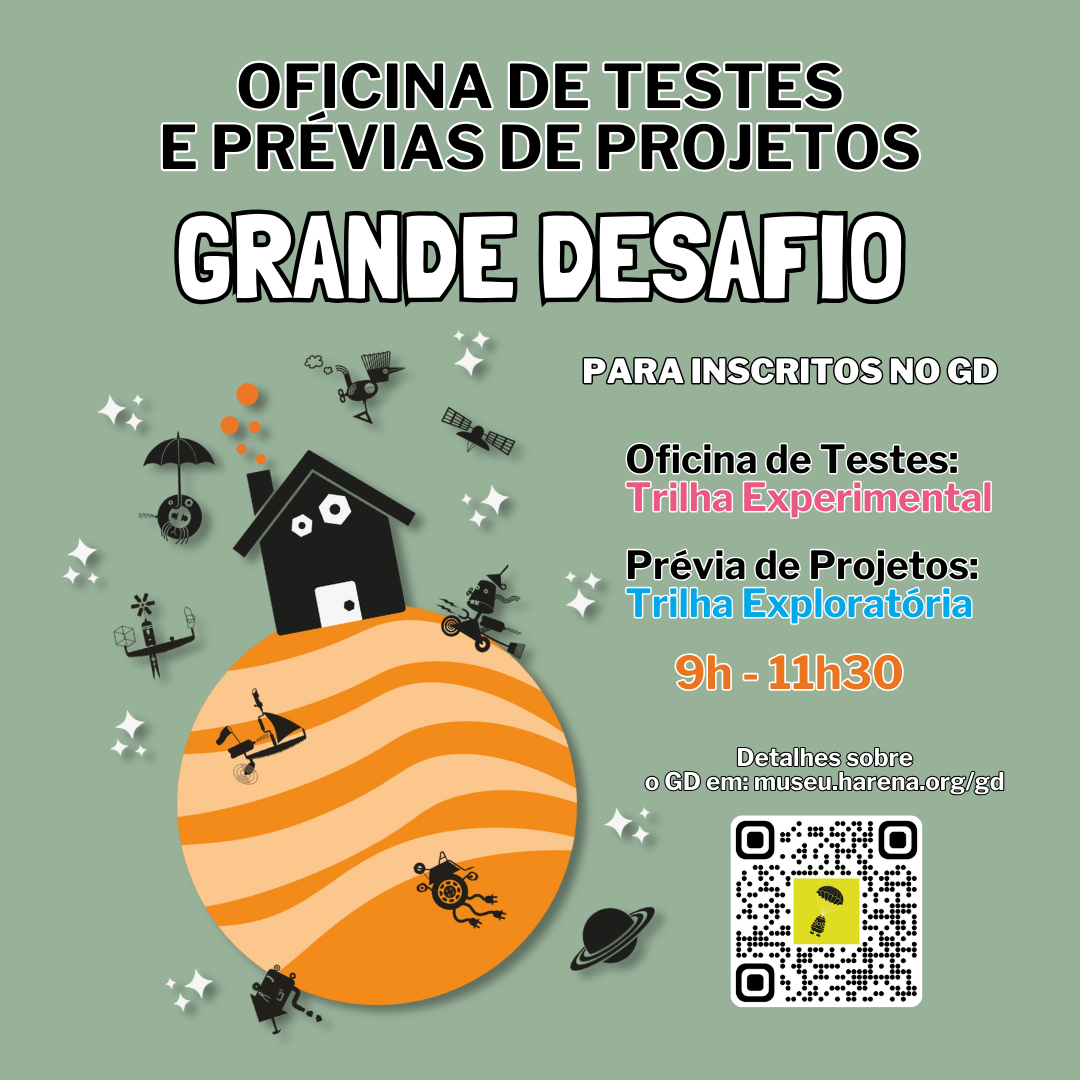 OFICINA DE TESTES
E PRÉVIAS DE PROJETOS
GRANDE DESAFIO
PARA INSCRITOS NO GD
Oficina de Testes:
Trilha Experimental
Prévia de Projetos:
Trilha Exploratória
9h - 11h30
Detalhes sobre
o GD em: museu.harena.org/gd